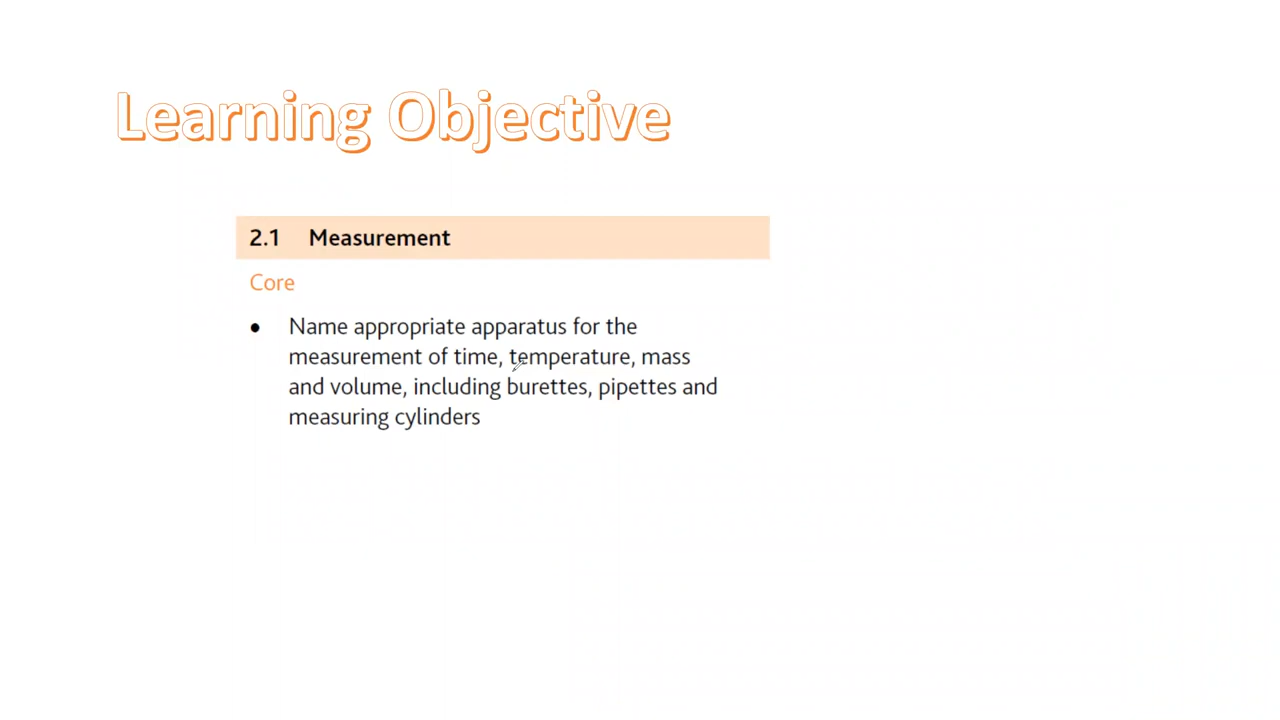 Learning Objective
2.1 Measurement
Core
• Name appropriate apparatus for the
measurement of time, temperature, mass
and volume, including burettes, pipettes and
measuring cylinders